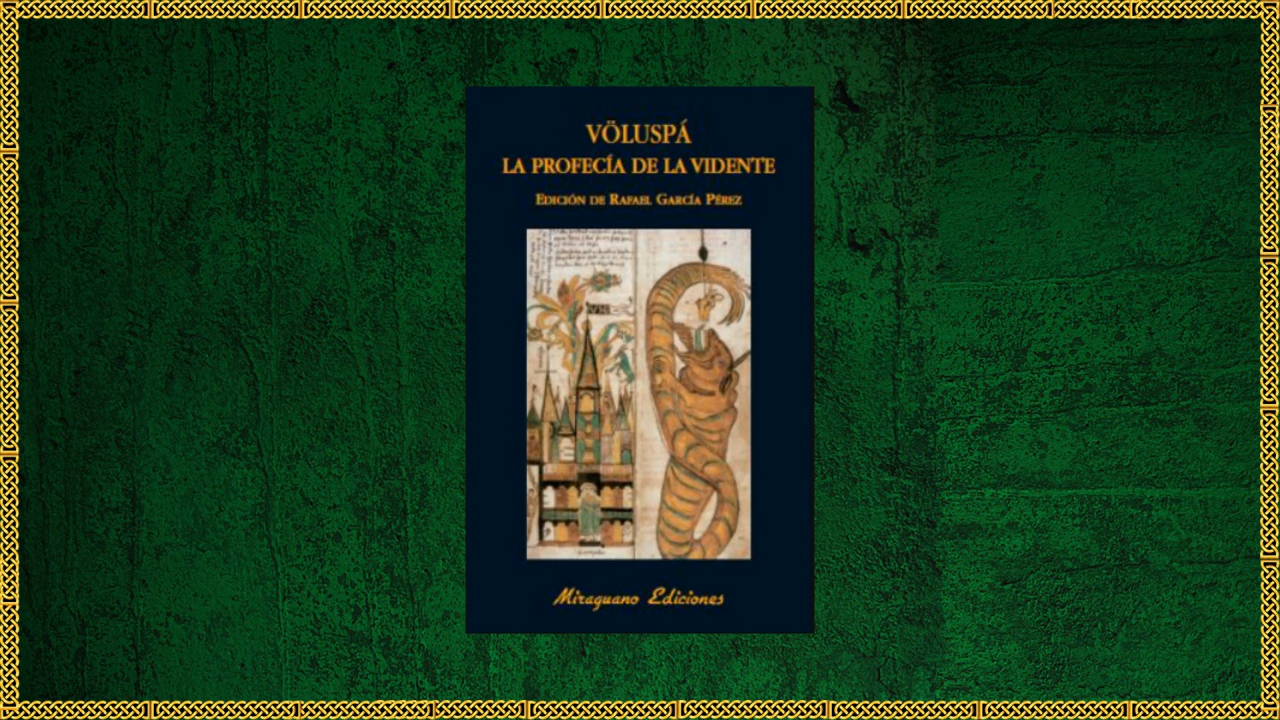 VÖLUSPÁ
LA PROFECÍA DE LA VIDENTE
EDICIÓN DE RAFAEL GARCÍA PÉREZ
Miraguano Ediciones